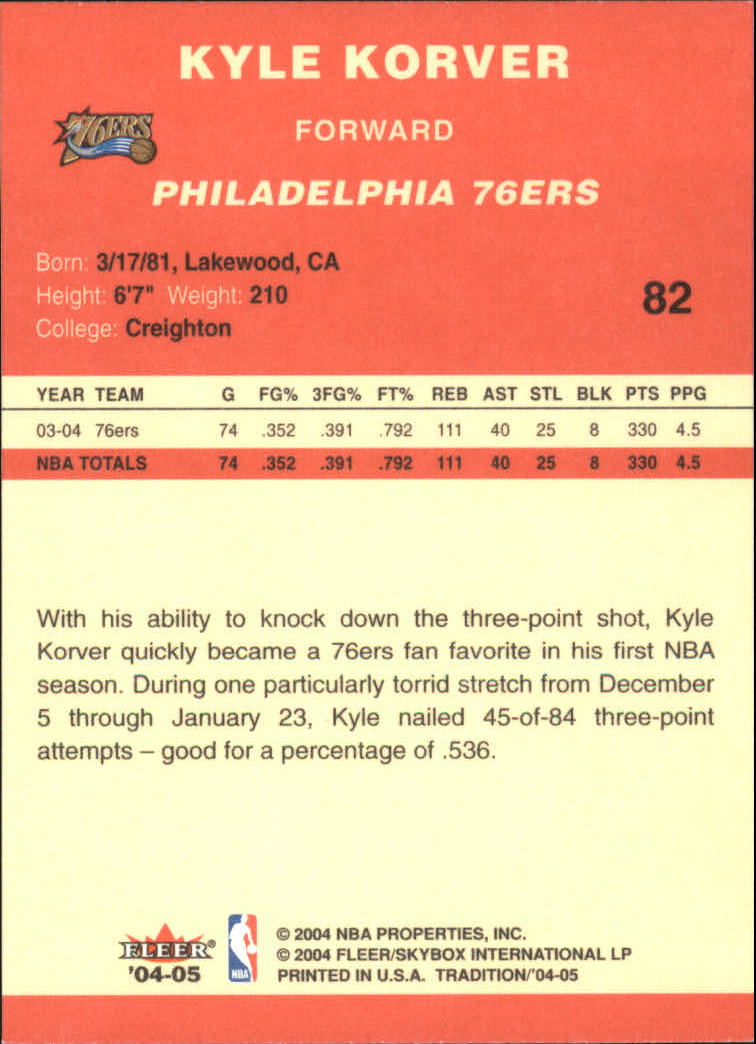 KYLE KORVER
76ERS
FORWARD
PHILADELPHIA 76ERS
Born: 3/17/81, Lakewood, CA
Height: 6'7" Weight: 210
82
College: Creighton
YEAR TEAM G FG% 3FG% FT% REB AST STL BLK PTS PPG
03-04 76ers 74 .352 .391 .792 111 40 25 8 330 4.5
NBA TOTALS 74 .352 .391 .792 111 40 25 8 330 4.5
With his ability to knock down the three-point shot, Kyle
Korver quickly became a 76ers fan favorite in his first NBA
season. During one particularly torrid stretch from December
5 through January 23, Kyle nailed 45-of-84 three-point
attempts – good for a percentage of .536.
FLEER®
'04-05
NBA
© 2004 NBA PROPERTIES, INC.
© 2004 FLEER/SKYBOX INTERNATIONAL LP
PRINTED IN U.S.A. TRADITION/'04-05